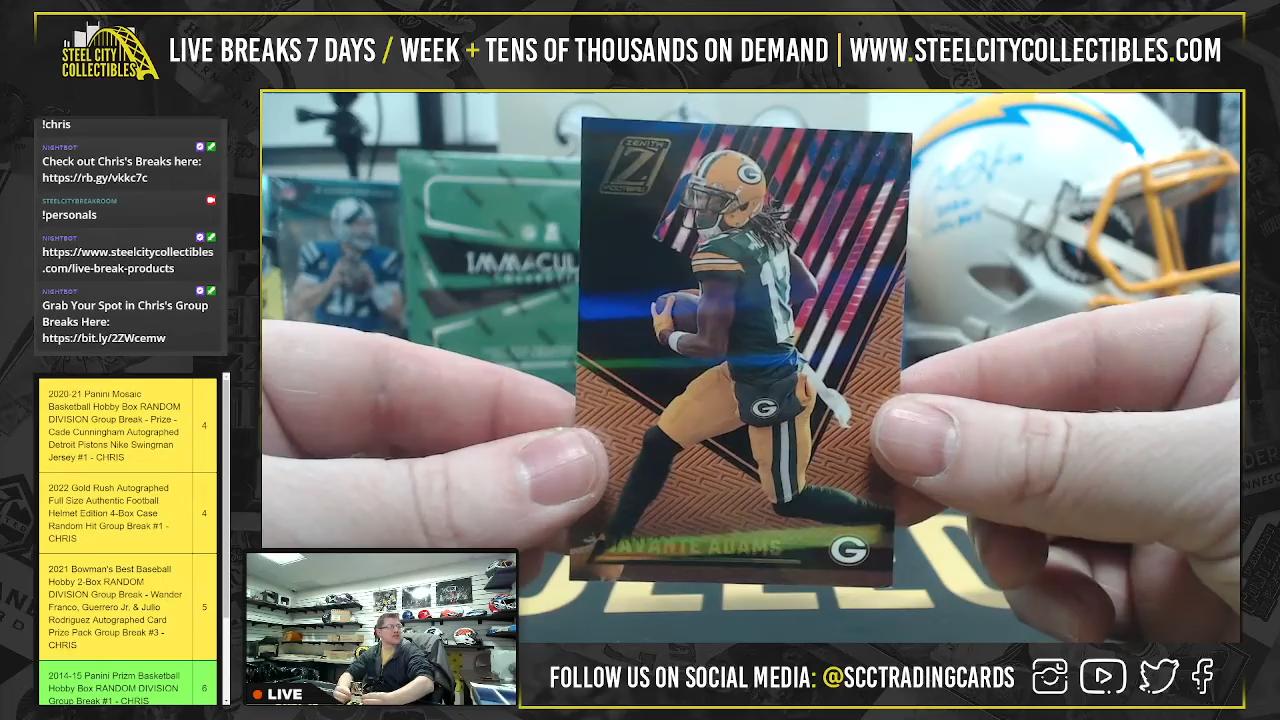 STEEL CITY
COLLECTIBLES
LIVE BREAKS 7 DAYS / WEEK + TENS OF THOUSANDS ON DEMAND | WWW.STEELCITYCOLLECTIBLES.COM
!chris
NIGHTBOT
Check out Chris's Breaks here:
https://rb.gy/vkkc7c
STEELCITYBREAKROOM
!personals
NIGHTBOT
https://www.steelcitycollectibles
.com/live-break-products
NIGHTBOT
Grab Your Spot in Chris's Group
Breaks Here:
https://bit.ly/2ZWcemw
2020-21 Panini Mosaic
Basketball Hobby Box RANDOM
DIVISION Group Break - Prize -
Cade Cunningham Autographed
Detroit Pistons Nike Swingman
Jersey #1 - CHRIS
4
2022 Gold Rush Autographed
Full Size Authentic Football
Helmet Edition 4-Box Case
Random Hit Group Break #1 -
CHRIS
4
2021 Bowman's Best Baseball
Hobby 2-Box RANDOM
DIVISION Group Break - Wander
Franco, Guerrero Jr. & Julio
Rodriguez Autographed Card
Prize Pack Group Break #3 -
CHRIS
5
2014-15 Panini Prizm Basketball
Hobby Box RANDOM DIVISION
Group Break #1 - CHRIS
6
IMMACUL
ZENITH
Z
FOOTBALL
G
17
G
DAVANTE ADAMS
G
LIVE
FOLLOW US ON SOCIAL MEDIA: @SCCTRADINGCARDS